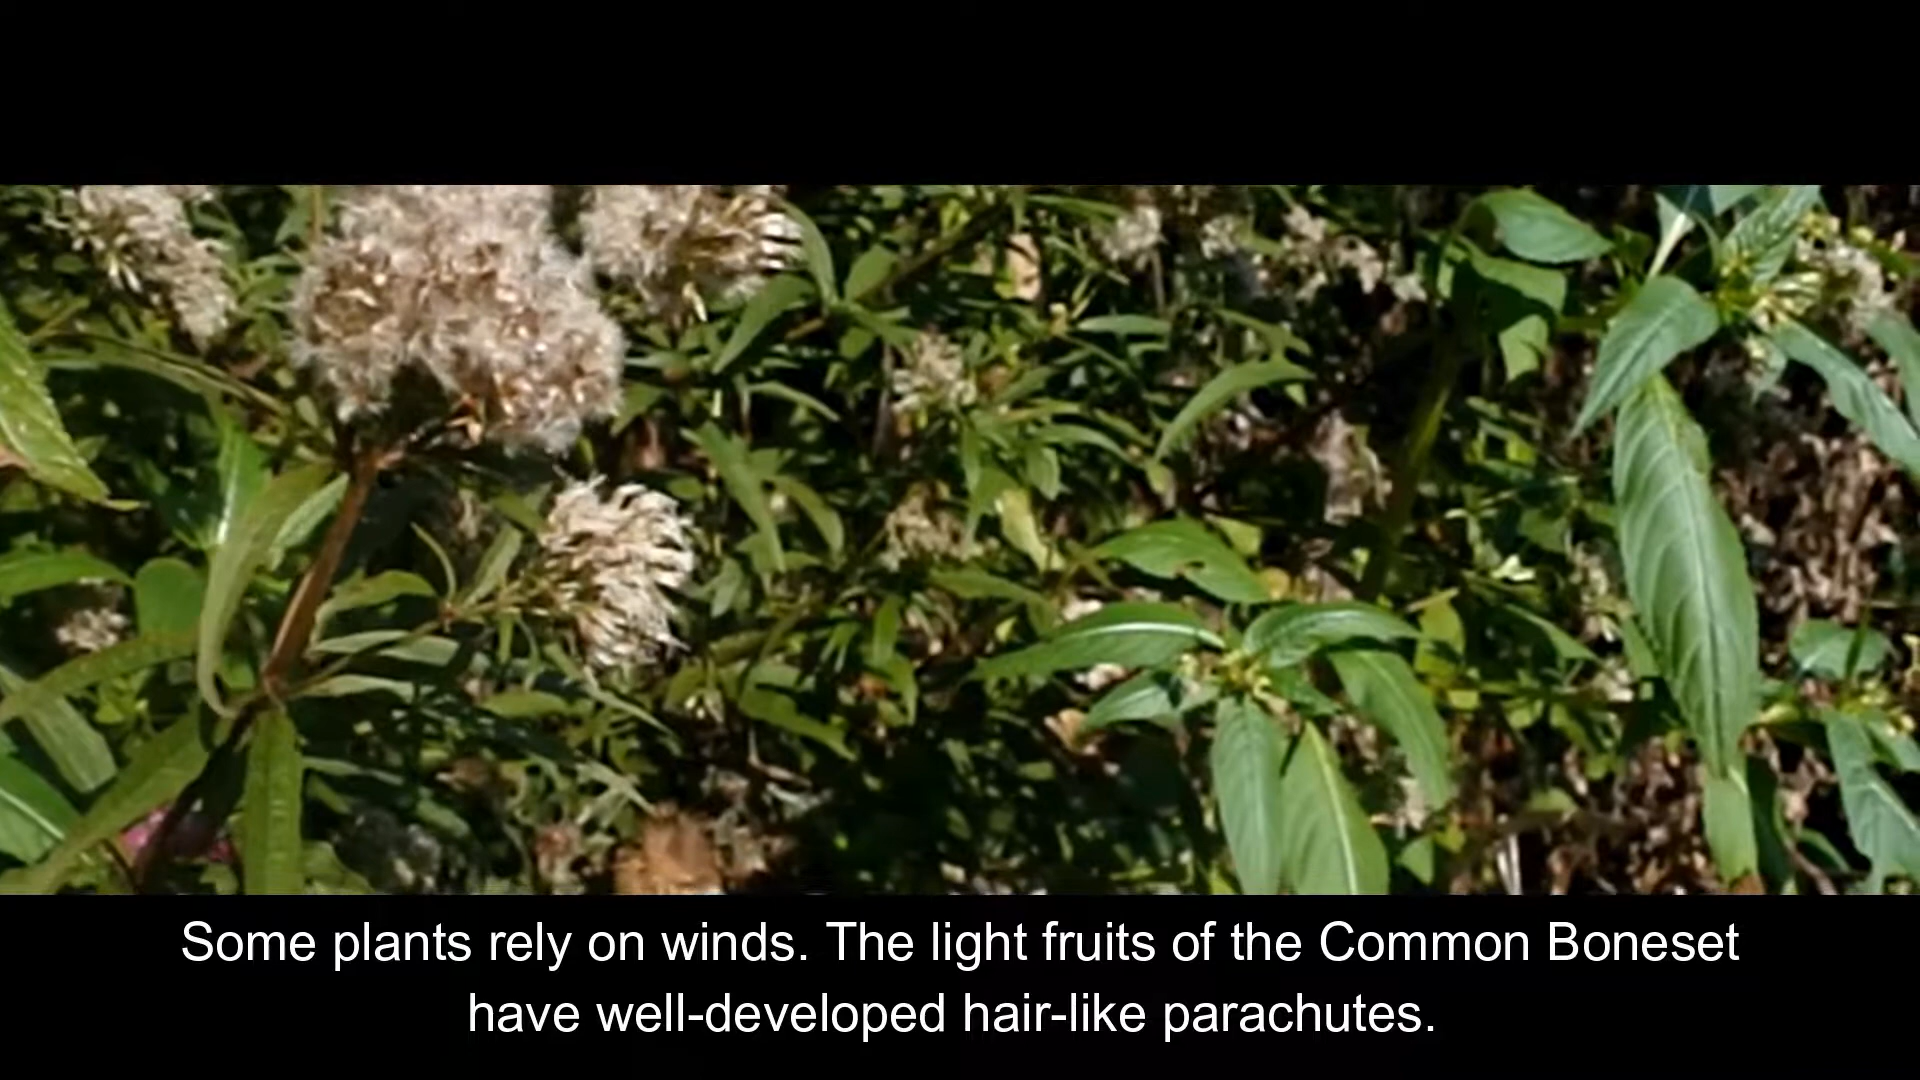 Some plants rely on winds. The light fruits of the Common Boneset
have well-developed hair-like parachutes.